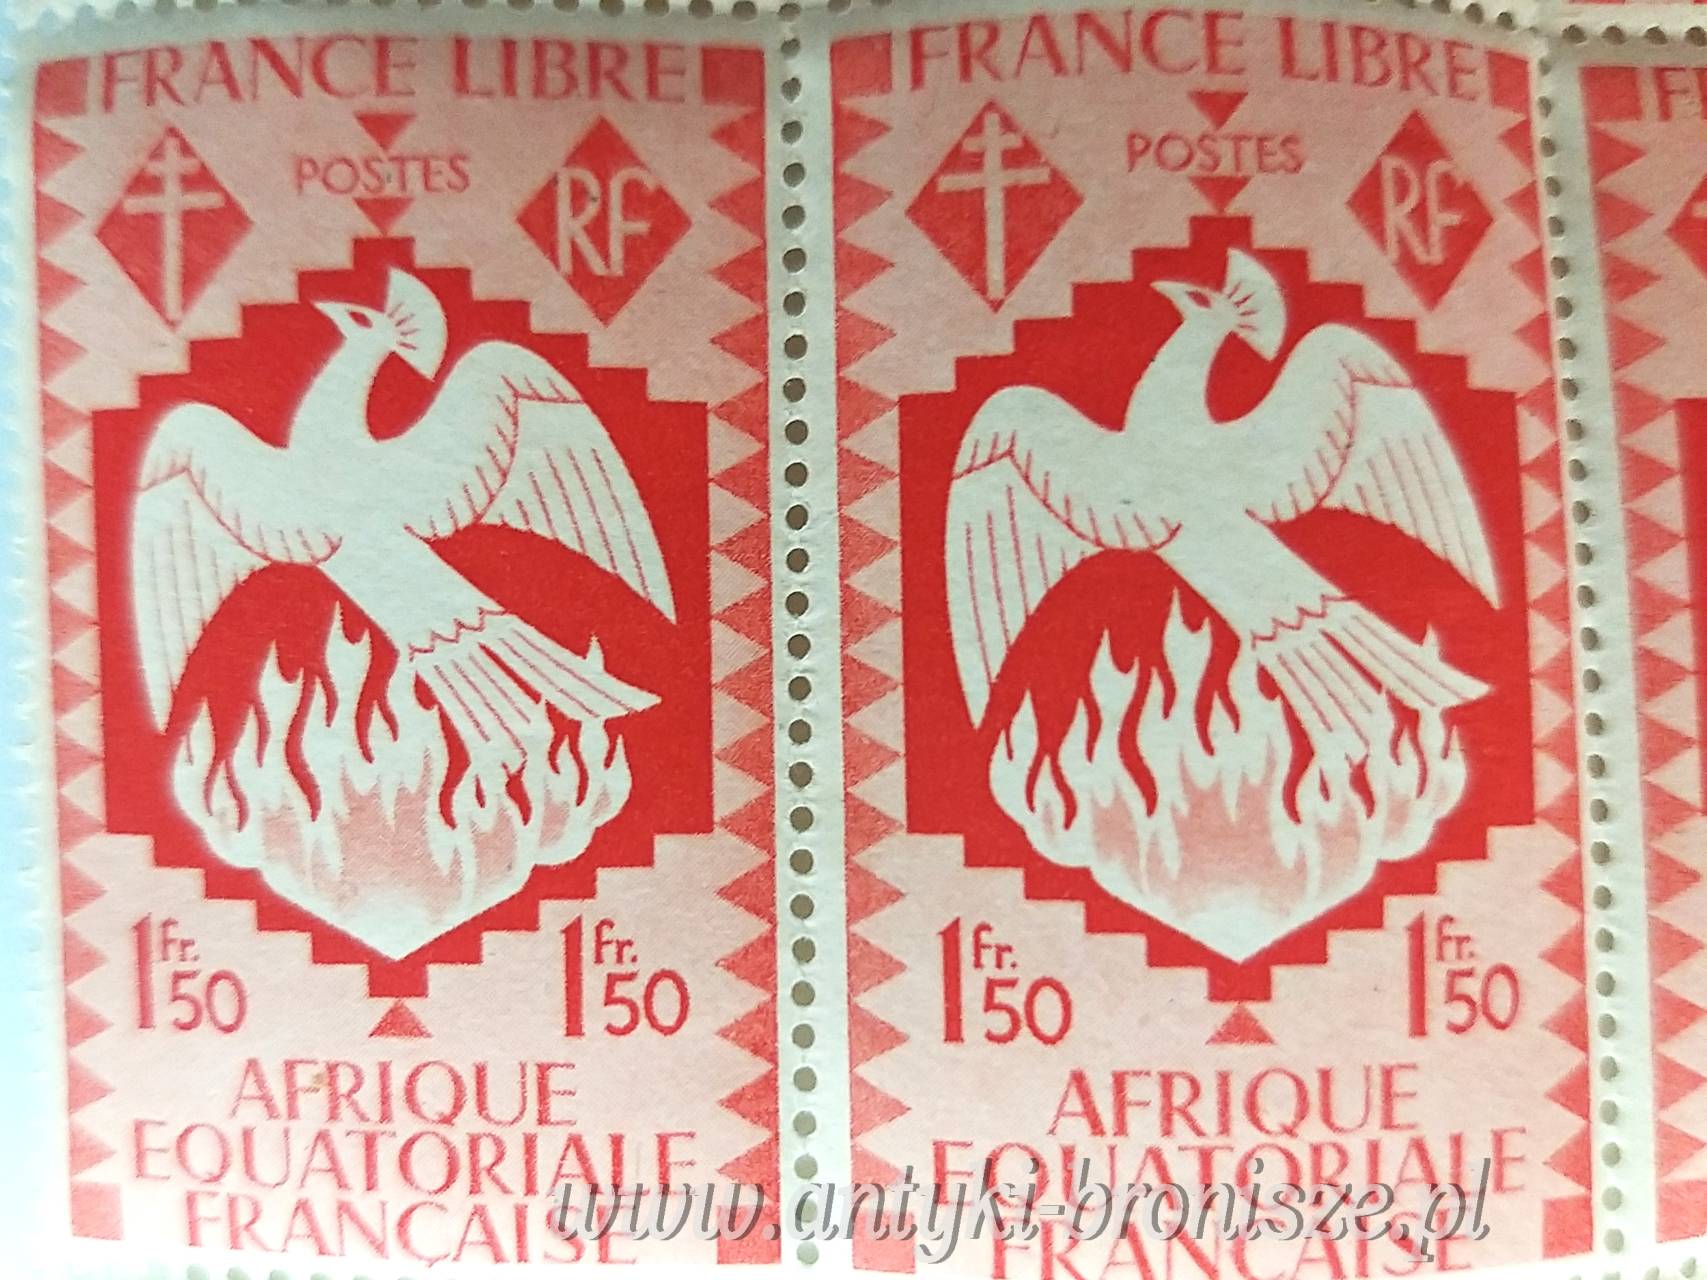 FRANCE LIBRE
POSTES
RF
1 fr. 50
1 fr. 50
AFRIQUE
EQUATORIALE
FRANÇAISE
FRANCE LIBRE
POSTES
RF
1 fr. 50
1 fr. 50
AFRIQUE
EQUATORIALE
FRANÇAISE
www.antyki-bronisze.pl